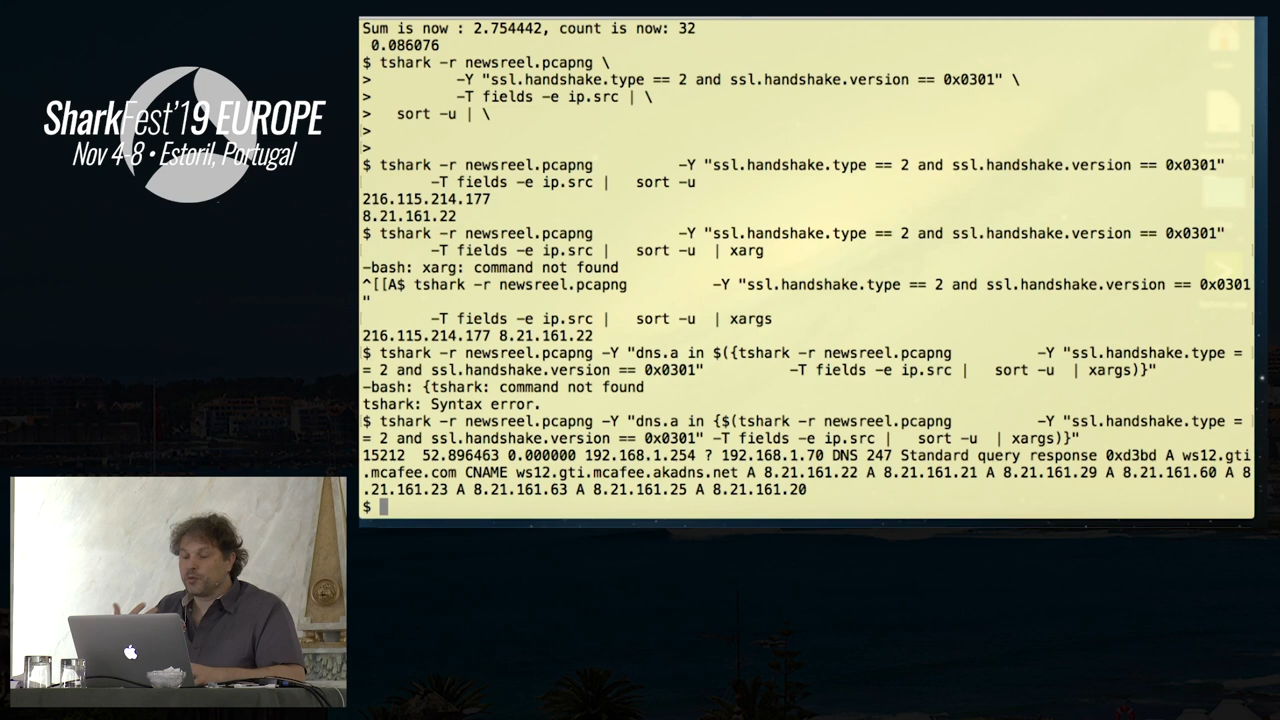 SharkFest'19 EUROPE
Nov 4-8 • Estoril, Portugal
Sum is now : 2.754442, count is now: 32
0.086076
$ tshark -r newsreel.pcapng \
> -Y "ssl.handshake.type == 2 and ssl.handshake.version == 0x0301" \
> -T fields -e ip.src | \
> sort -u | \
>
>
$ tshark -r newsreel.pcapng -Y "ssl.handshake.type == 2 and ssl.handshake.version == 0x0301"
-T fields -e ip.src | sort -u
216.115.214.177
8.21.161.22
$ tshark -r newsreel.pcapng -Y "ssl.handshake.type == 2 and ssl.handshake.version == 0x0301"
-T fields -e ip.src | sort -u | xarg
-bash: xarg: command not found
^[[A$ tshark -r newsreel.pcapng -Y "ssl.handshake.type == 2 and ssl.handshake.version == 0x0301
"
-T fields -e ip.src | sort -u | xargs
216.115.214.177 8.21.161.22
$ tshark -r newsreel.pcapng -Y "dns.a in $({tshark -r newsreel.pcapng -Y "ssl.handshake.type =
= 2 and ssl.handshake.version == 0x0301" -T fields -e ip.src | sort -u | xargs)}"
-bash: {tshark: command not found
tshark: Syntax error.
$ tshark -r newsreel.pcapng -Y "dns.a in {$(tshark -r newsreel.pcapng -Y "ssl.handshake.type =
= 2 and ssl.handshake.version == 0x0301" -T fields -e ip.src | sort -u | xargs)}"
15212 52.896463 0.000000 192.168.1.254 ? 192.168.1.70 DNS 247 Standard query response 0xd3bd A ws12.gti
.mcafee.com CNAME ws12.gti.mcafee.akadns.net A 8.21.161.22 A 8.21.161.21 A 8.21.161.29 A 8.21.161.60 A 8
.21.161.23 A 8.21.161.63 A 8.21.161.25 A 8.21.161.20
$